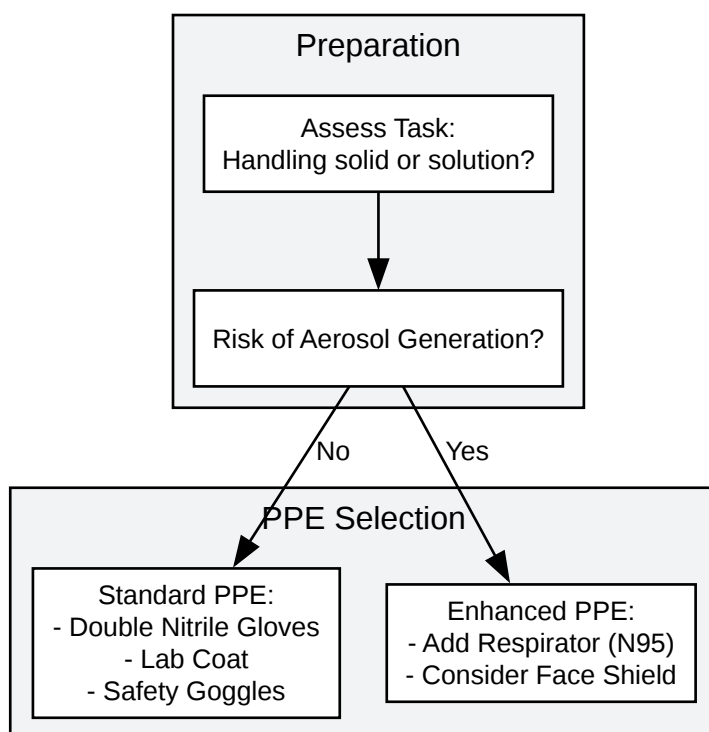 Preparation
Assess Task:
Handling solid or solution?
Risk of Aerosol Generation?
No
Yes
PPE Selection
Standard PPE:
- Double Nitrile Gloves
- Lab Coat
- Safety Goggles
Enhanced PPE:
- Add Respirator (N95)
- Consider Face Shield